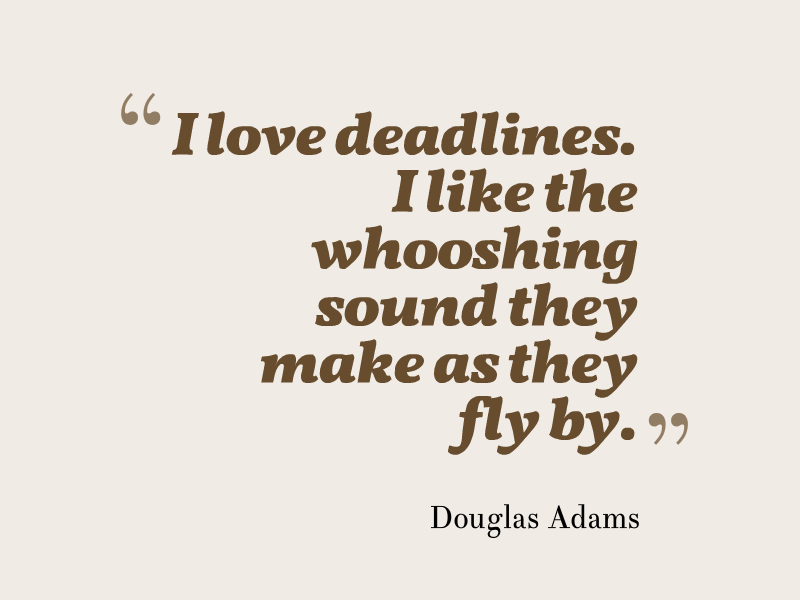 “I love deadlines.
I like the
whooshing
sound they
make as they
fly by.”
Douglas Adams